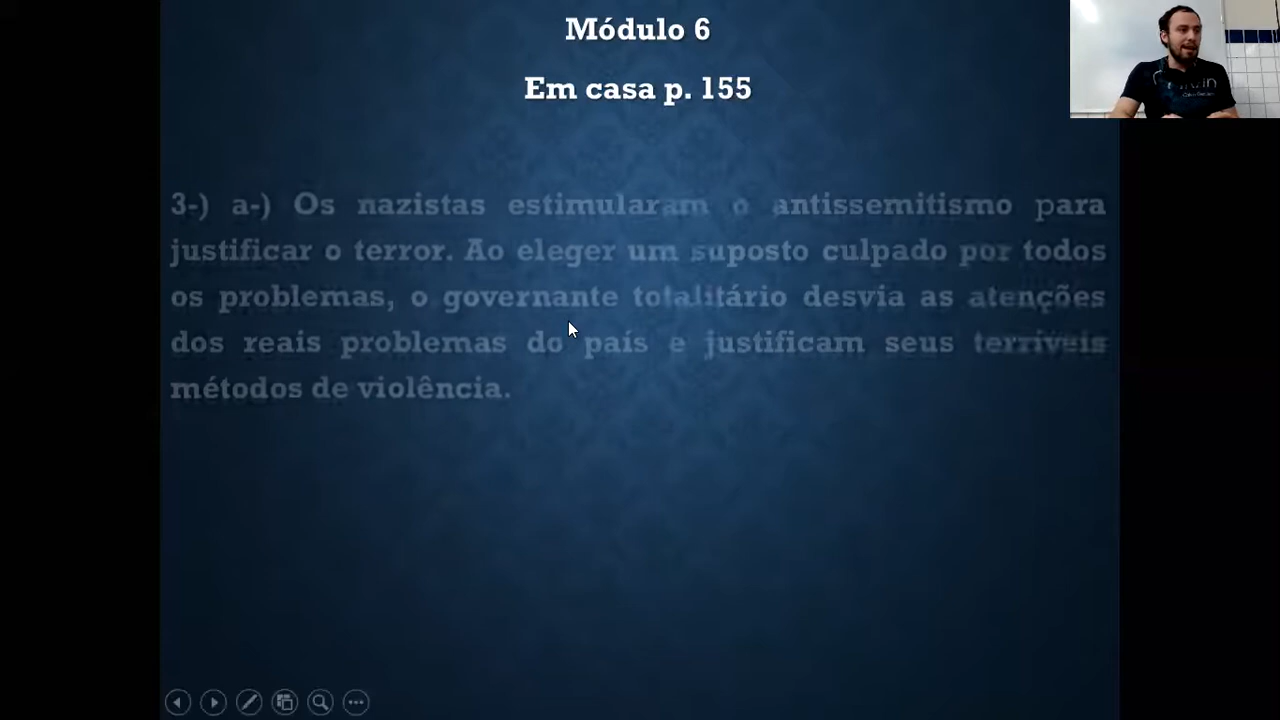 Módulo 6
Em casa p. 155
3-) a-) Os nazistas estimularam o antissemitismo para
justificar o terror. Ao eleger um suposto culpado por todos
os problemas, o governante totalitário desvia as atenções
dos reais problemas do país e justificam seus terríveis
métodos de violência.